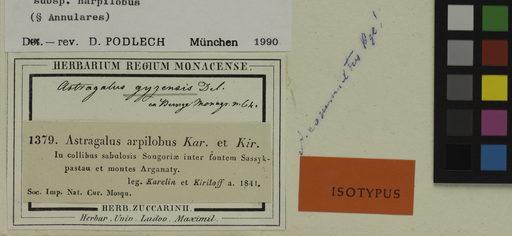 subsp. harpilobus
(§ Annulares)
Det.— rev. D. PODLECH München 1990
HERBARIUM REGIUM MONACENSE.
Astragalus gyzensis Del.
1379. Astragalus arpilobus Kar. et Kir.
In collibus sabulosis Songoriæ inter fontem Sassyk-
pastau et montes Arganaty.
leg. Karelin et Kiriloff a. 1841.
Soc. Imp. Nat. Cur. Mosqu.
HERB. ZUCCARINII.
Herbar. Univ. Ludov. Maximil.
ISOTYPUS